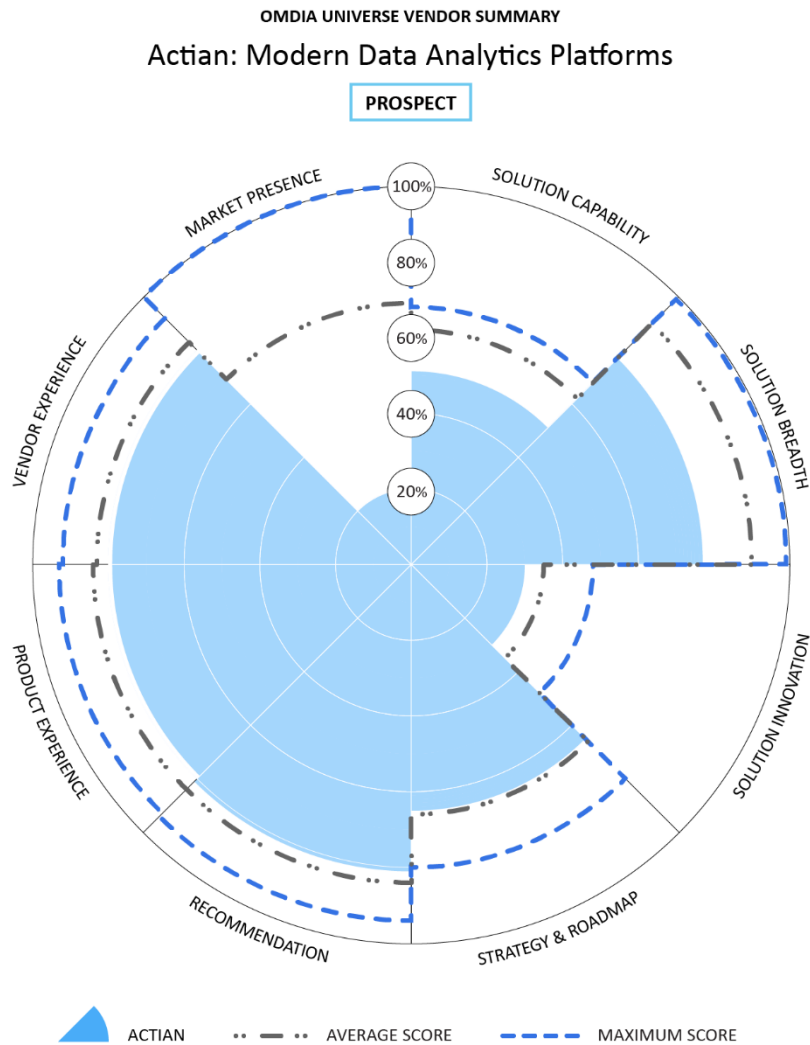 OMDIA UNIVERSE VENDOR SUMMARY
Actian: Modern Data Analytics Platforms
PROSPECT
MARKET PRESENCE
SOLUTION CAPABILITY
100%
80%
60%
40%
20%
VENDOR EXPERIENCE
SOLUTION BREADTH
PRODUCT EXPERIENCE
SOLUTION INNOVATION
RECOMMENDATION
STRATEGY & ROADMAP
ACTIAN
AVERAGE SCORE
MAXIMUM SCORE